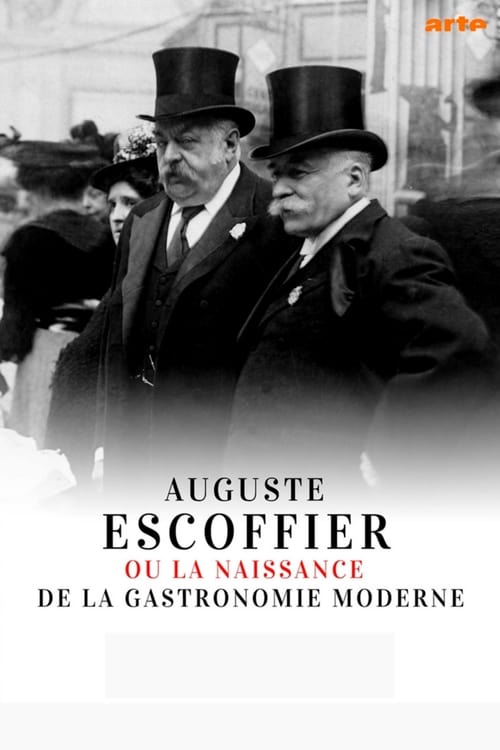 arte
AUGUSTE
ESCOFFIER
OU LA NAISSANCE
DE LA GASTRONOMIE MODERNE